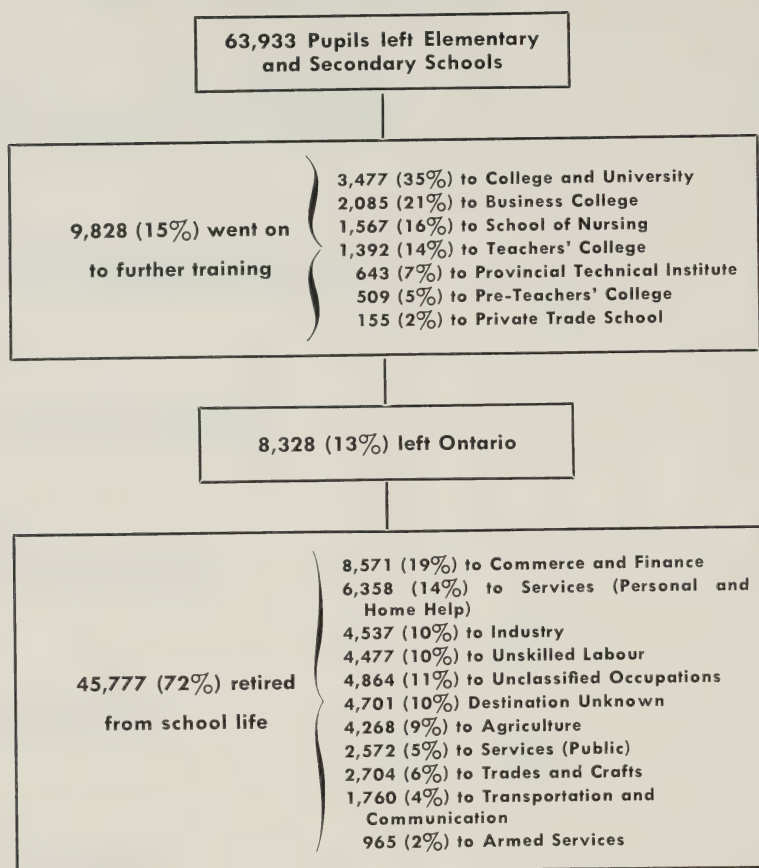 63,933 Pupils left Elementary
and Secondary Schools
9,828 (15%) went on
to further training
3,477 (35%) to College and University
2,085 (21%) to Business College
1,567 (16%) to School of Nursing
1,392 (14%) to Teachers' College
643 (7%) to Provincial Technical Institute
509 (5%) to Pre-Teachers' College
155 (2%) to Private Trade School
8,328 (13%) left Ontario
45,777 (72%) retired
from school life
8,571 (19%) to Commerce and Finance
6,358 (14%) to Services (Personal and
Home Help)
4,537 (10%) to Industry
4,477 (10%) to Unskilled Labour
4,864 (11%) to Unclassified Occupations
4,701 (10%) Destination Unknown
4,268 (9%) to Agriculture
2,572 (5%) to Services (Public)
2,704 (6%) to Trades and Crafts
1,760 (4%) to Transportation and
Communication
965 (2%) to Armed Services